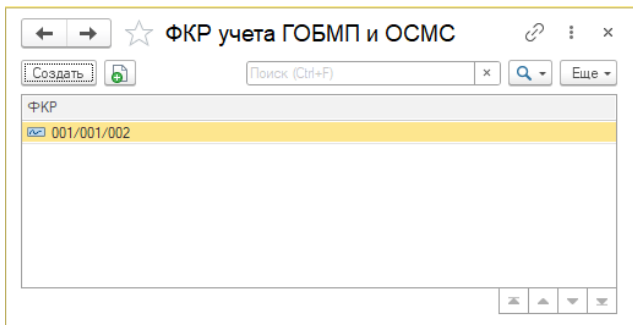 ФКР учета ГОБМП и ОСМС
Создать
Поиск (Ctrl+F)
×
Еще
ФКР
001/001/002